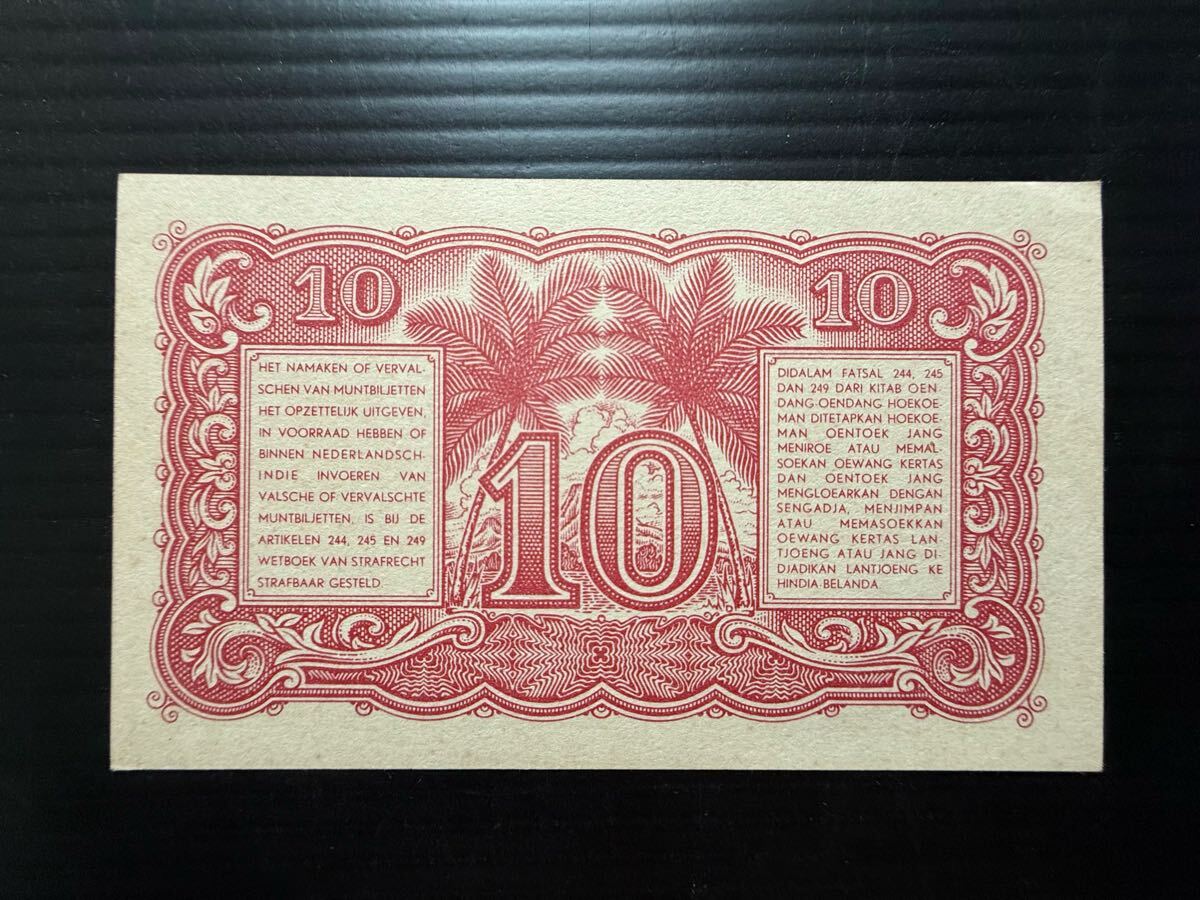 10
10
HET NAMAKEN OF VERVAL
SCHEN VAN MUNTBILJETTEN
HET OPZETTELIJK UITGEVEN,
IN VOORRAAD HEBBEN OF
BINNEN NEDERLANDSCH-
INDIE INVOEREN VAN
VALSCHE OF VERVALSCHTE
MUNTBILJETTEN, IS BIJ DE
ARTIKELEN 244, 245 EN 249
WETBOEK VAN STRAFRECHT
STRAFBAAR GESTELD.
10
DIDALAM FATSAL 244, 245
DAN 249 DARI KITAB OEN-
DANG-OENDANG HOEKOE-
MAN DITETAPKAN HOEKOE-
MAN OENTOEK JANG
MENIROE ATAU MEMAL-
SOEKAN OEWANG KERTAS
DAN OENTOEK JANG
MENGLOEARKAN DENGAN
SENGADJA, MENJIMPAN
ATAU MEMASOEKKAN
OEWANG KERTAS LAN-
TJOENG ATAU JANG DI-
DJADIKAN LANTJOENG KE
HINDIA-BELANDA.